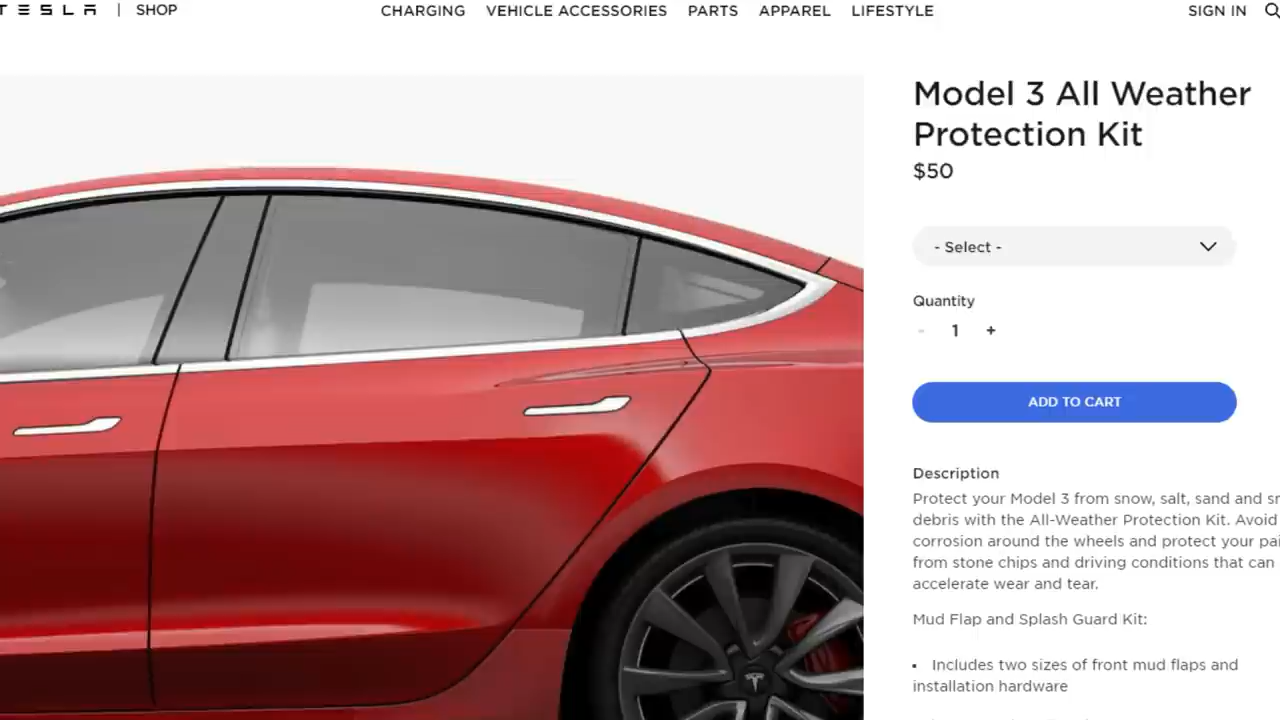 TESLA | SHOP
CHARGING VEHICLE ACCESSORIES PARTS APPAREL LIFESTYLE
SIGN IN
Model 3 All Weather
Protection Kit
$50
- Select -
Quantity
- 1 +
ADD TO CART
Description
Protect your Model 3 from snow, salt, sand and
debris with the All-Weather Protection Kit. Avoid
corrosion around the wheels and protect your
from stone chips and driving conditions that can
accelerate wear and tear.
Mud Flap and Splash Guard Kit:
▪ Includes two sizes of front mud flaps and
installation hardware